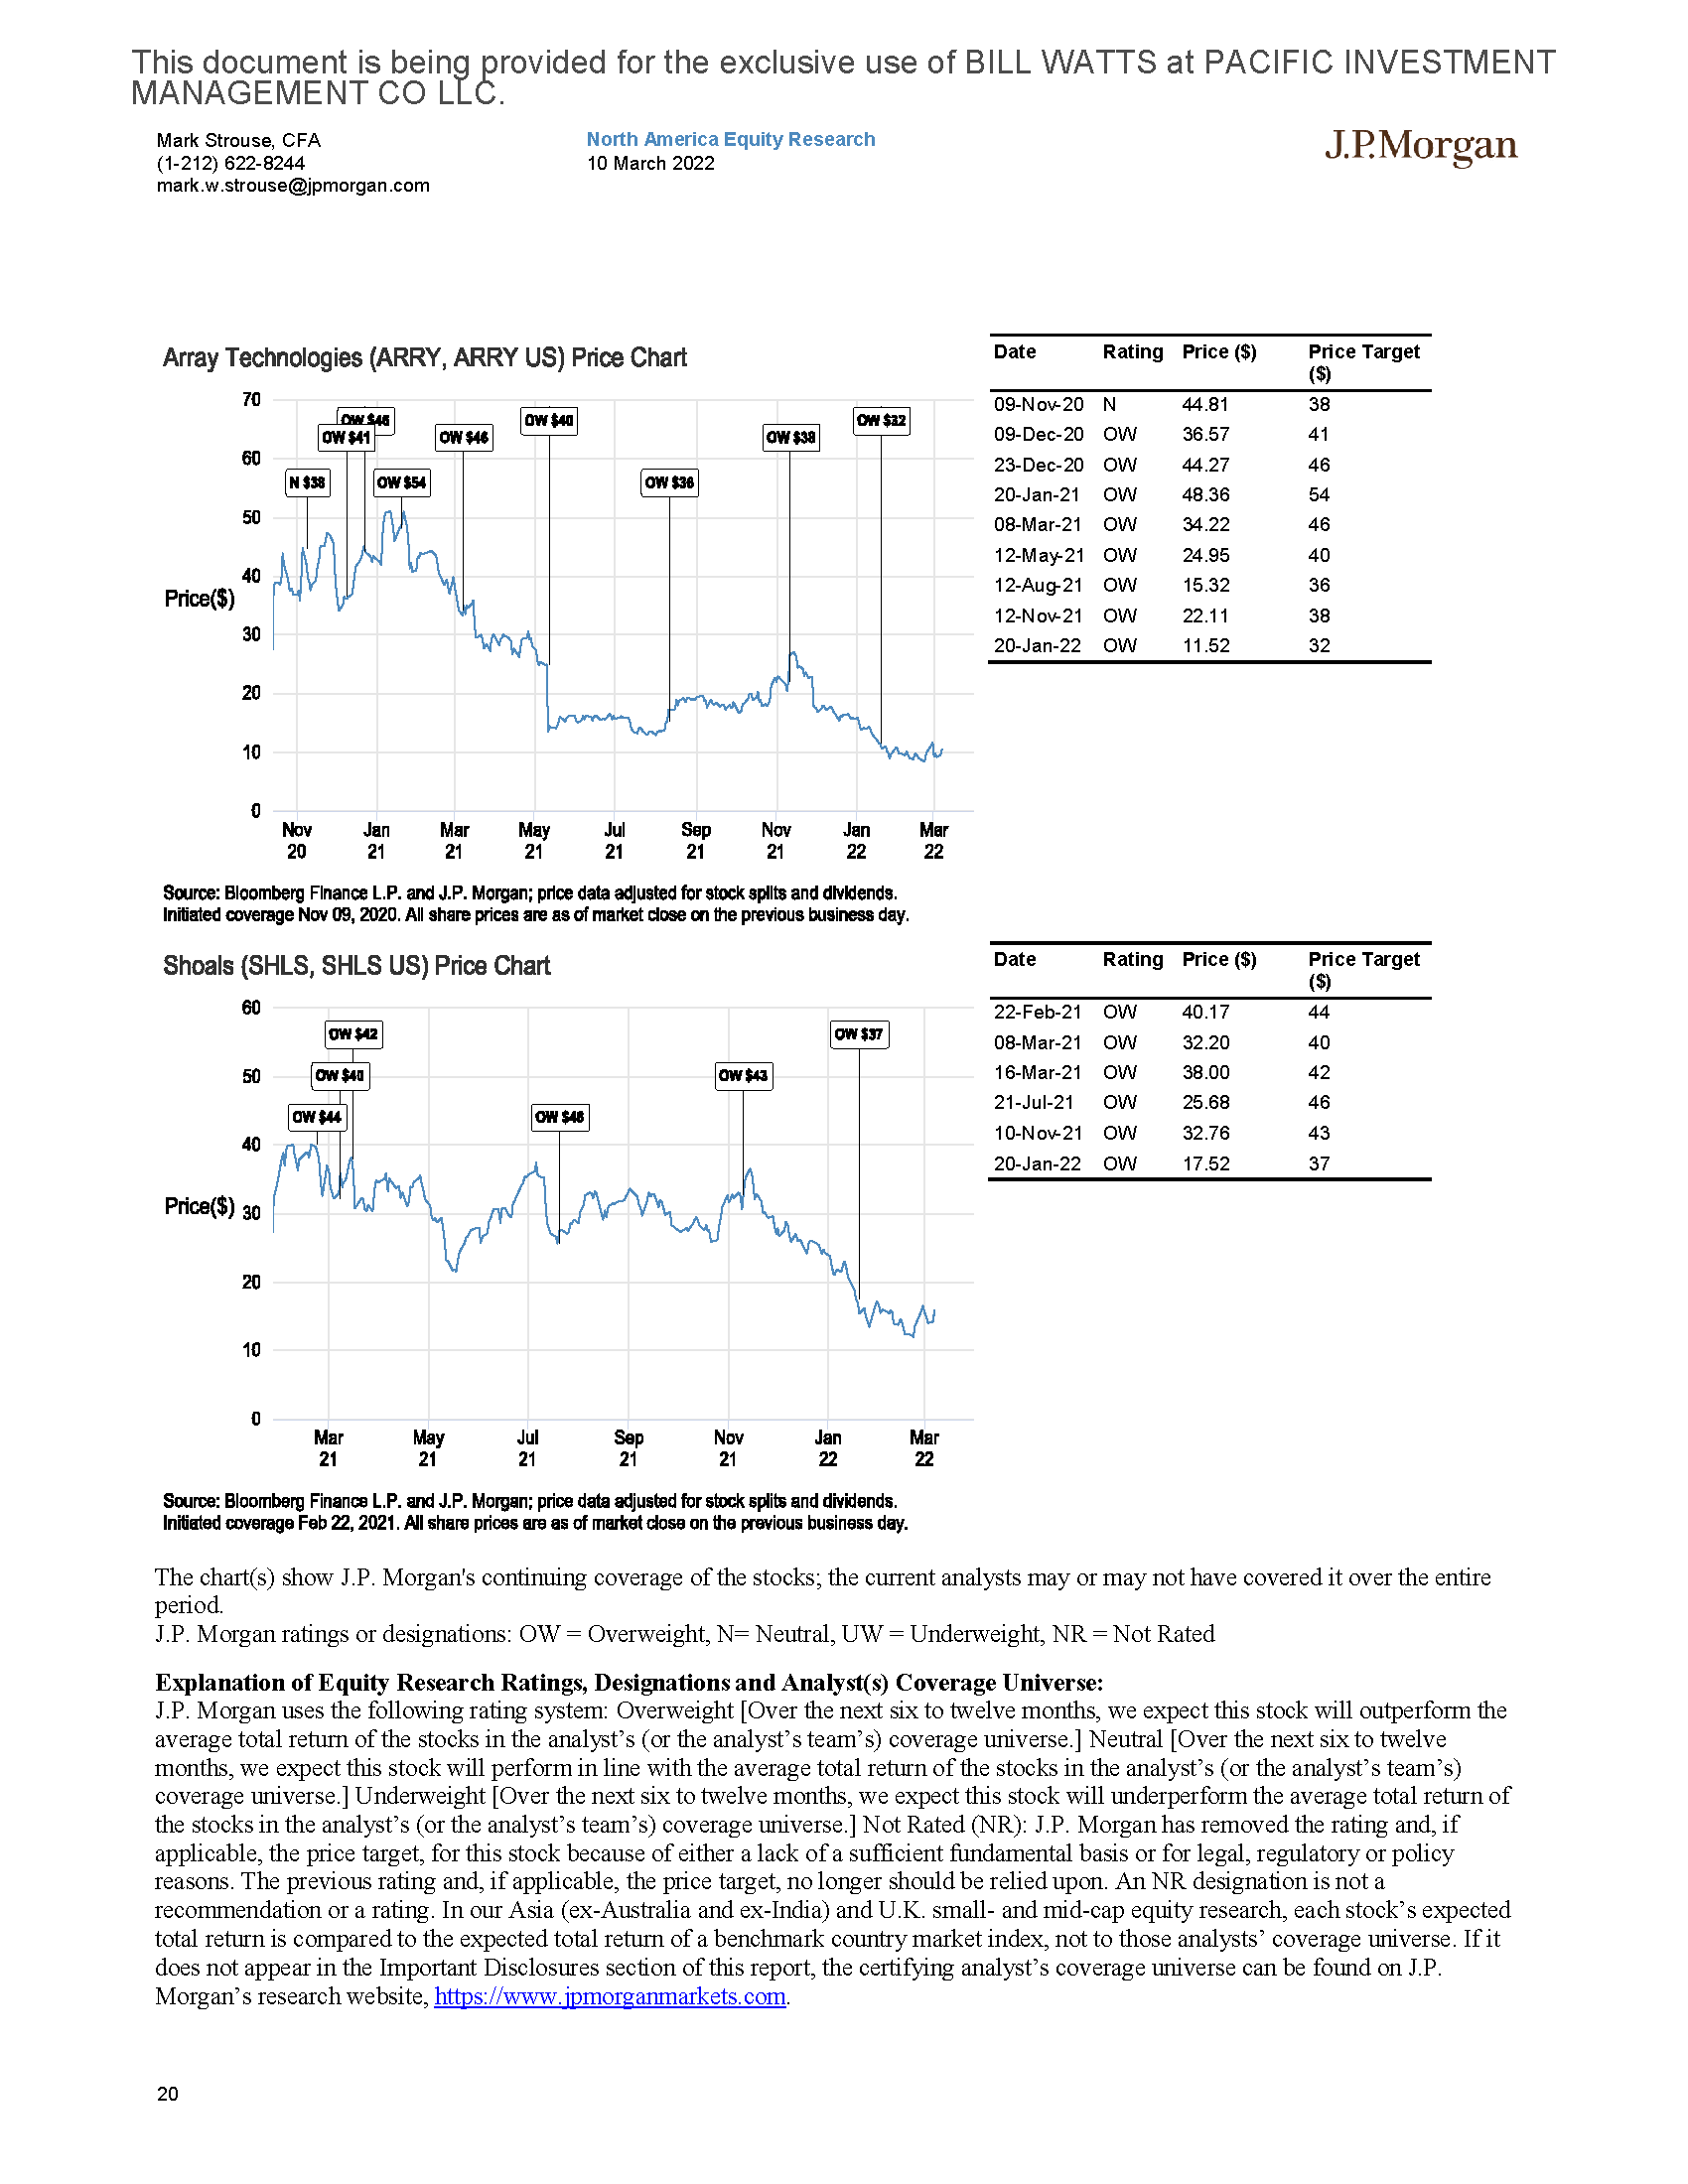 This document is being provided for the exclusive use of BILL WATTS at PACIFIC INVESTMENT
MANAGEMENT CO LLC.
Mark Strouse, CFA
(1-212) 622-8244
mark.w.strouse@jpmorgan.com
North America Equity Research
10 March 2022
J.P.Morgan
Array Technologies (ARRY, ARRY US) Price Chart
70
60
50
40
30
20
10
0
Price($)
OW $46
OW $41
OW $46
OW $40
OW $38
OW $32
N $38
OW $54
OW $36
Nov 20
Jan 21
Mar 21
May 21
Jul 21
Sep 21
Nov 21
Jan 22
Mar 22
Source: Bloomberg Finance L.P. and J.P. Morgan; price data adjusted for stock splits and dividends.
Initiated coverage Nov 09, 2020. All share prices are as of market close on the previous business day.
Date Rating Price ($) Price Target ($)
09-Nov-20 N 44.81 38
09-Dec-20 OW 36.57 41
23-Dec-20 OW 44.27 46
20-Jan-21 OW 48.36 54
08-Mar-21 OW 34.22 46
12-May-21 OW 24.95 40
12-Aug-21 OW 15.32 36
12-Nov-21 OW 22.11 38
20-Jan-22 OW 11.52 32
Shoals (SHLS, SHLS US) Price Chart
60
50
40
30
20
10
0
Price($)
OW $42
OW $37
OW $40
OW $43
OW $44
OW $46
Mar 21
May 21
Jul 21
Sep 21
Nov 21
Jan 22
Mar 22
Source: Bloomberg Finance L.P. and J.P. Morgan; price data adjusted for stock splits and dividends.
Initiated coverage Feb 22, 2021. All share prices are as of market close on the previous business day.
Date Rating Price ($) Price Target ($)
22-Feb-21 OW 40.17 44
08-Mar-21 OW 32.20 40
16-Mar-21 OW 38.00 42
21-Jul-21 OW 25.68 46
10-Nov-21 OW 32.76 43
20-Jan-22 OW 17.52 37
The chart(s) show J.P. Morgan's continuing coverage of the stocks; the current analysts may or may not have covered it over the entire
period.
J.P. Morgan ratings or designations: OW = Overweight, N= Neutral, UW = Underweight, NR = Not Rated
Explanation of Equity Research Ratings, Designations and Analyst(s) Coverage Universe:
J.P. Morgan uses the following rating system: Overweight [Over the next six to twelve months, we expect this stock will outperform the
average total return of the stocks in the analyst’s (or the analyst’s team’s) coverage universe.] Neutral [Over the next six to twelve
months, we expect this stock will perform in line with the average total return of the stocks in the analyst’s (or the analyst’s team’s)
coverage universe.] Underweight [Over the next six to twelve months, we expect this stock will underperform the average total return of
the stocks in the analyst’s (or the analyst’s team’s) coverage universe.] Not Rated (NR): J.P. Morgan has removed the rating and, if
applicable, the price target, for this stock because of either a lack of a sufficient fundamental basis or for legal, regulatory or policy
reasons. The previous rating and, if applicable, the price target, no longer should be relied upon. An NR designation is not a
recommendation or a rating. In our Asia (ex-Australia and ex-India) and U.K. small- and mid-cap equity research, each stock’s expected
total return is compared to the expected total return of a benchmark country market index, not to those analysts’ coverage universe. If it
does not appear in the Important Disclosures section of this report, the certifying analyst’s coverage universe can be found on J.P.
Morgan’s research website, https://www.jpmorganmarkets.com.
20